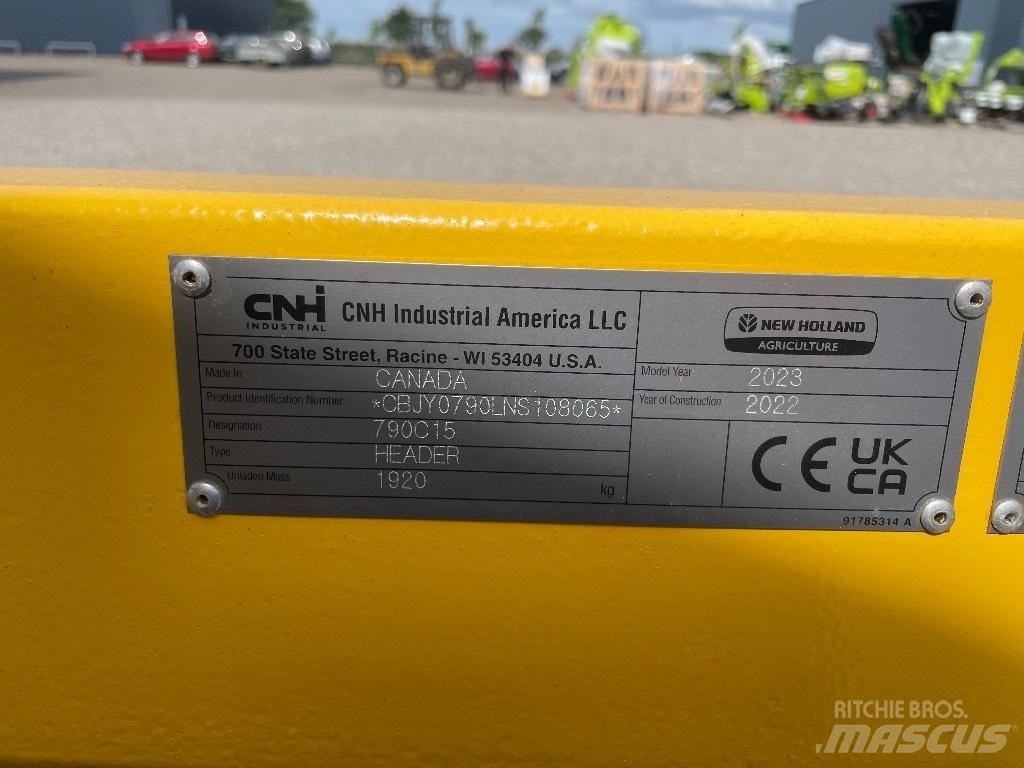 CNH INDUSTRIAL CNH Industrial America LLC
700 State Street, Racine - WI 53404 U.S.A.
Made In CANADA
Product Identification Number *CBJY0790LNS108065*
Designation 790C15
Type HEADER
Unladen Mass 1920 kg
NEW HOLLAND
AGRICULTURE
Model Year 2023
Year of Construction 2022
CE UK
CA
91785314 A
RITCHIE BROS.
MASCUS